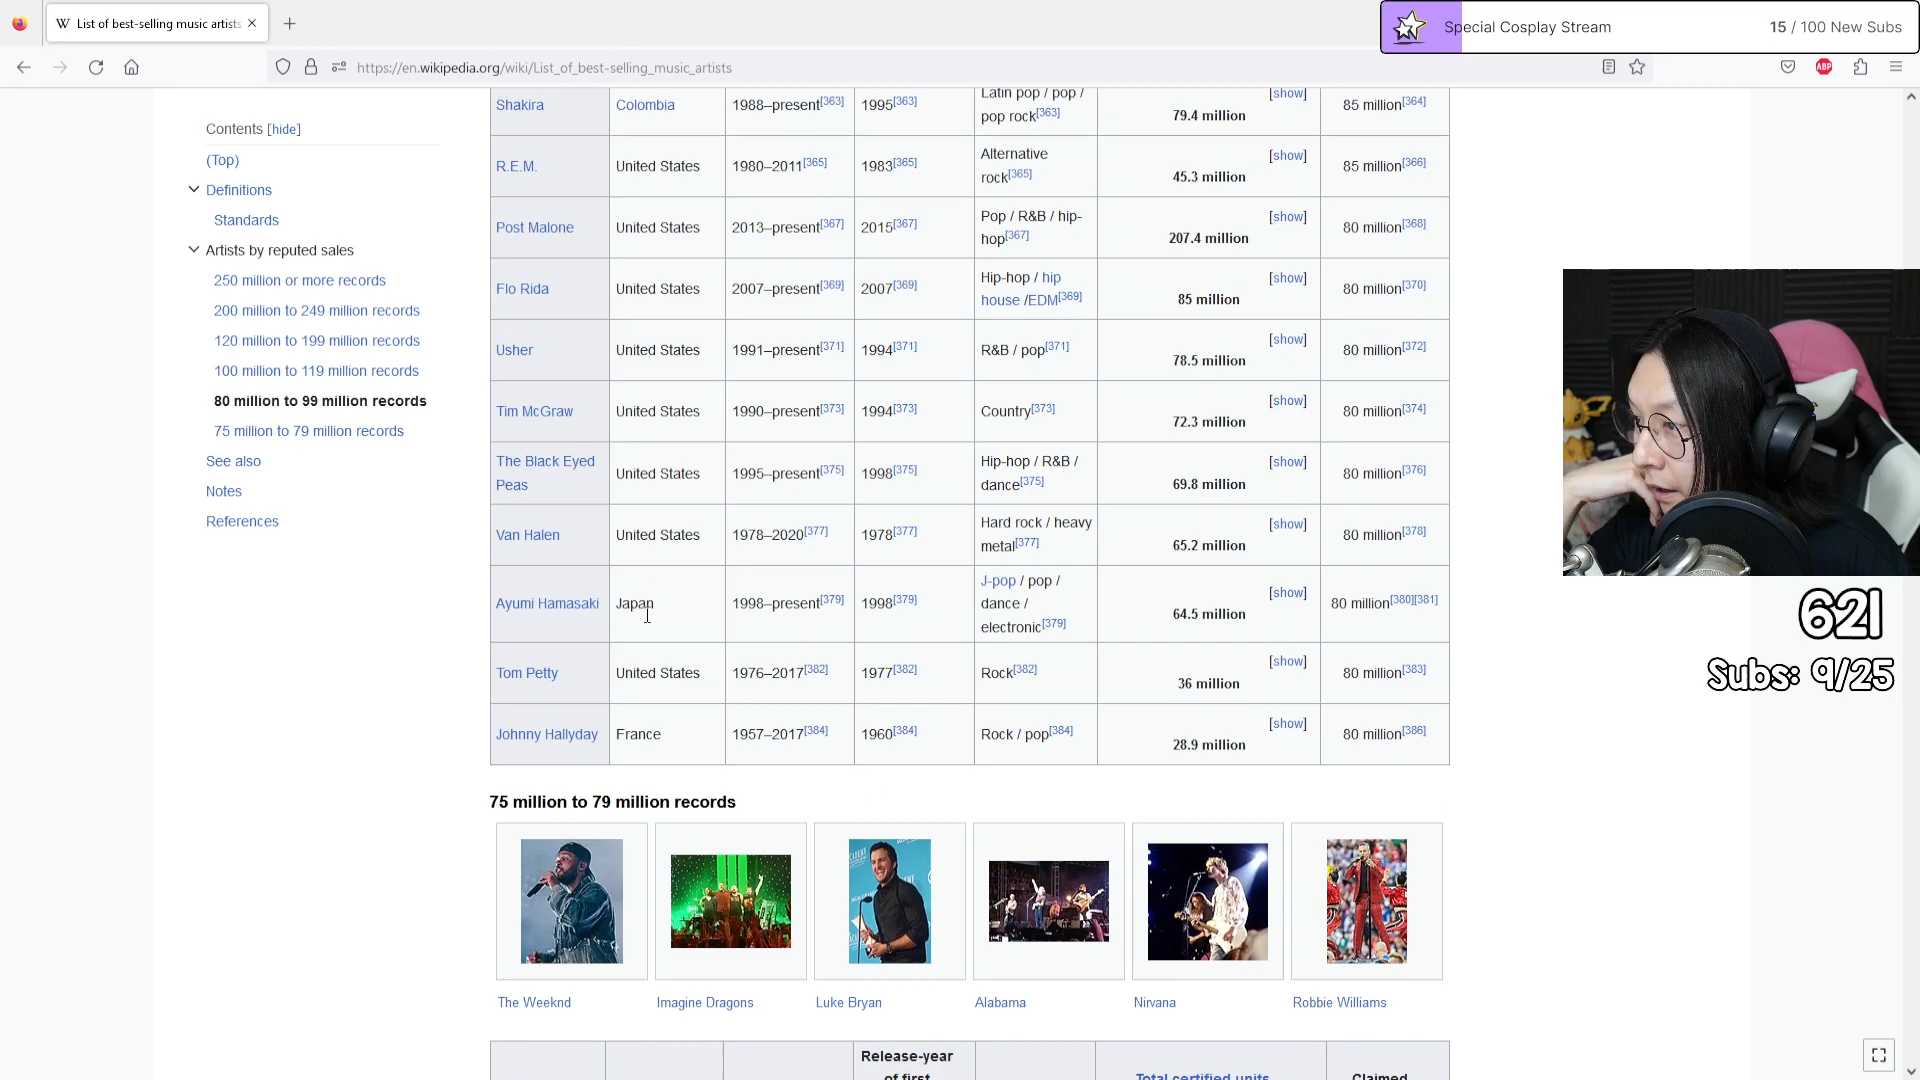 List of best-selling music artists
Special Cosplay Stream
15 / 100 New Subs
https://en.wikipedia.org/wiki/List_of_best-selling_music_artists
ABP
Contents [hide]
(Top)
Definitions
Standards
Artists by reputed sales
250 million or more records
200 million to 249 million records
120 million to 199 million records
100 million to 119 million records
80 million to 99 million records
75 million to 79 million records
See also
Notes
References
Shakira Colombia 1988–present[363] 1995[363] Latin pop / pop / pop rock[363] [show] 79.4 million 85 million[364]
R.E.M. United States 1980–2011[365] 1983[365] Alternative rock[365] [show] 45.3 million 85 million[366]
Post Malone United States 2013–present[367] 2015[367] Pop / R&B / hip-hop[367] [show] 207.4 million 80 million[368]
Flo Rida United States 2007–present[369] 2007[369] Hip-hop / hip house /EDM[369] [show] 85 million 80 million[370]
Usher United States 1991–present[371] 1994[371] R&B / pop[371] [show] 78.5 million 80 million[372]
Tim McGraw United States 1990–present[373] 1994[373] Country[373] [show] 72.3 million 80 million[374]
The Black Eyed Peas United States 1995–present[375] 1998[375] Hip-hop / R&B / dance[375] [show] 69.8 million 80 million[376]
Van Halen United States 1978–2020[377] 1978[377] Hard rock / heavy metal[377] [show] 65.2 million 80 million[378]
Ayumi Hamasaki Japan 1998–present[379] 1998[379] J-pop / pop / dance / electronic[379] [show] 64.5 million 80 million[380][381]
Tom Petty United States 1976–2017[382] 1977[382] Rock[382] [show] 36 million 80 million[383]
Johnny Hallyday France 1957–2017[384] 1960[384] Rock / pop[384] [show] 28.9 million 80 million[386]
621
Subs: 9/25
75 million to 79 million records
The Weeknd
Imagine Dragons
Luke Bryan
Alabama
Nirvana
Robbie Williams
Release-year
of first
Total certified units
Claimed